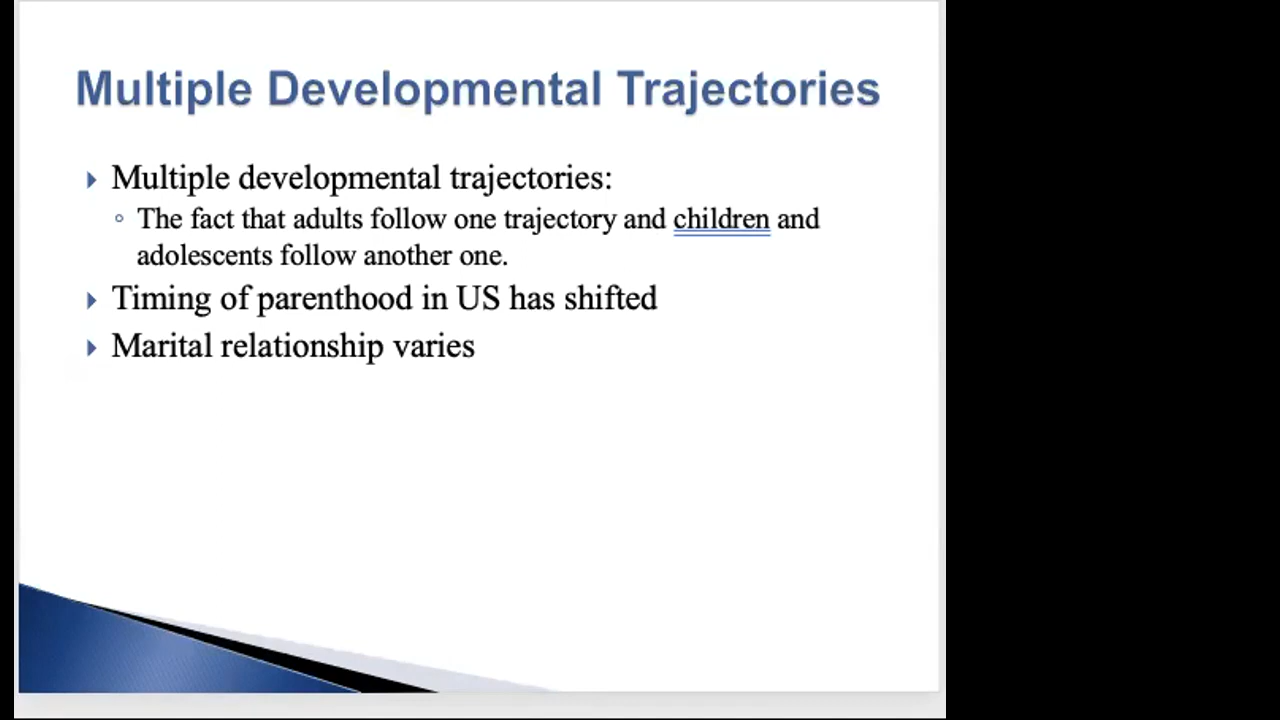 Multiple Developmental Trajectories
Multiple developmental trajectories:
The fact that adults follow one trajectory and children and
adolescents follow another one.
Timing of parenthood in US has shifted
Marital relationship varies